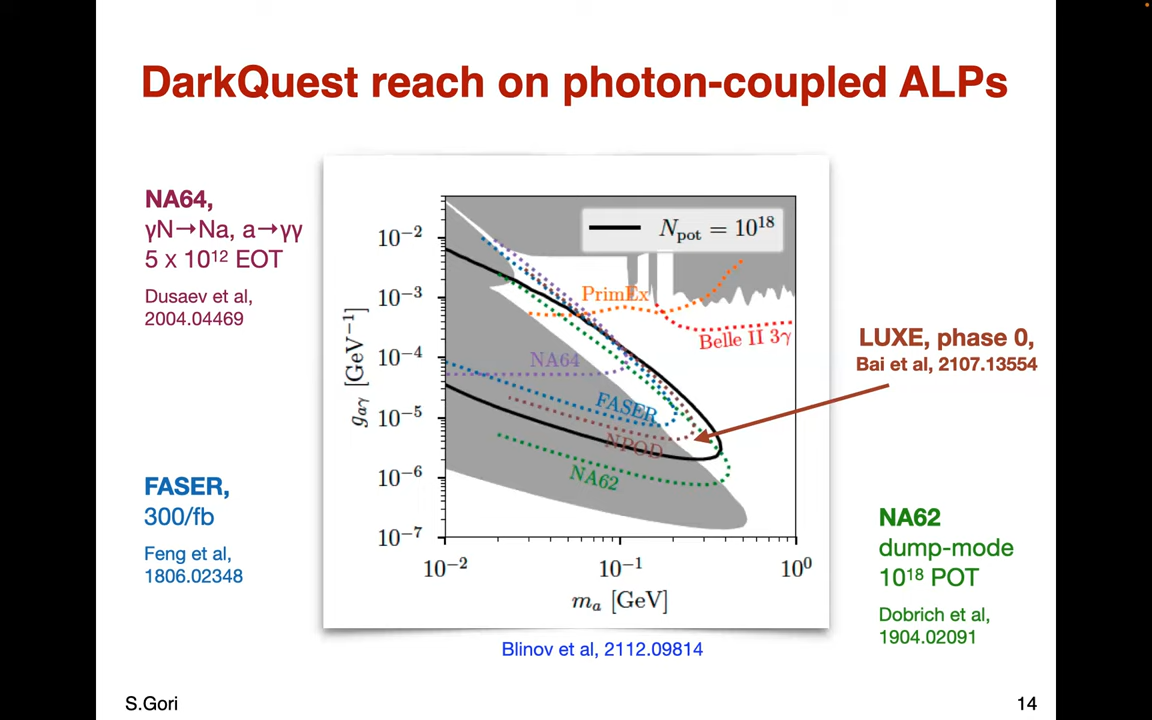 DarkQuest reach on photon-coupled ALPs
NA64,
γN→Na, a→γγ
5 x 10¹² EOT
Dusaev et al,
2004.04469
FASER,
300/fb
Feng et al,
1806.02348
N_pot = 10¹⁸
10⁻²
10⁻³
10⁻⁴
10⁻⁵
10⁻⁶
10⁻⁷
g_aγ [GeV⁻¹]
PrimEx
Belle II 3γ
NA64
FASER
NPOD
NA62
10⁻²
10⁻¹
10⁰
m_a [GeV]
Blinov et al, 2112.09814
LUXE, phase 0,
Bai et al, 2107.13554
NA62
dump-mode
10¹⁸ POT
Dobrich et al,
1904.02091
S.Gori
14